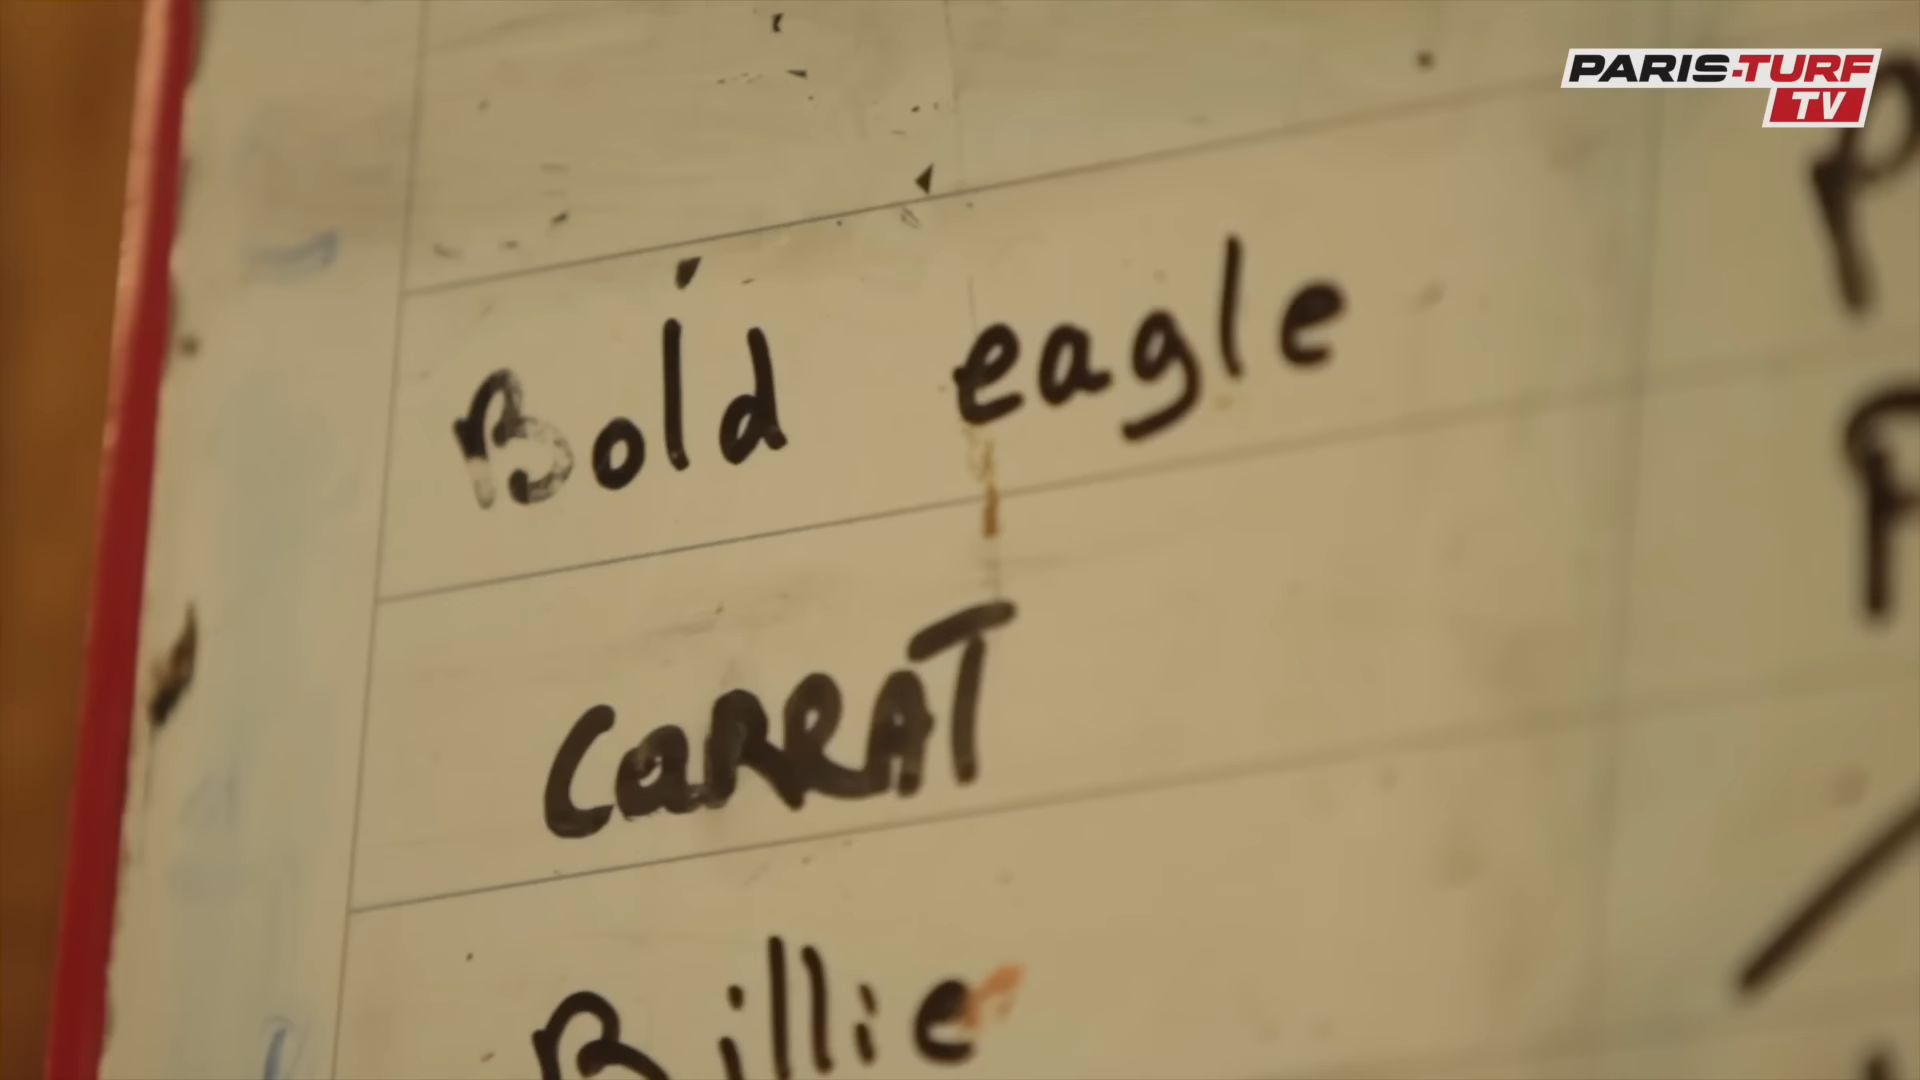 PARIS-TURF
TV
P
Bold eagle
P
CaRRAT
Billie